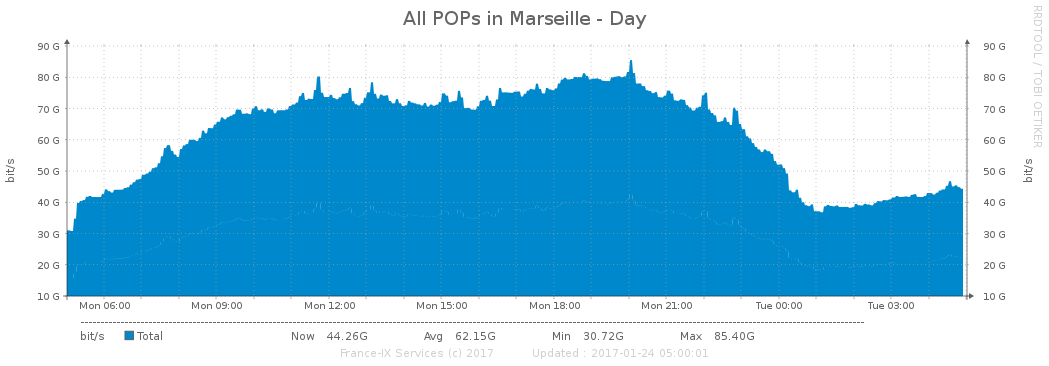 All POPs in Marseille - Day
RRDTOOL / TOBI OETIKER
90 G 90 G
80 G 80 G
70 G 70 G
60 G 60 G
50 G 50 G
40 G 40 G
30 G 30 G
20 G 20 G
10 G 10 G
bit/s bit/s
Mon 06:00 Mon 09:00 Mon 12:00 Mon 15:00 Mon 18:00 Mon 21:00 Tue 00:00 Tue 03:00
bit/s Total Now 44.26G Avg 62.15G Min 30.72G Max 85.40G
France-IX Services (c) 2017 Updated : 2017-01-24 05:00:01